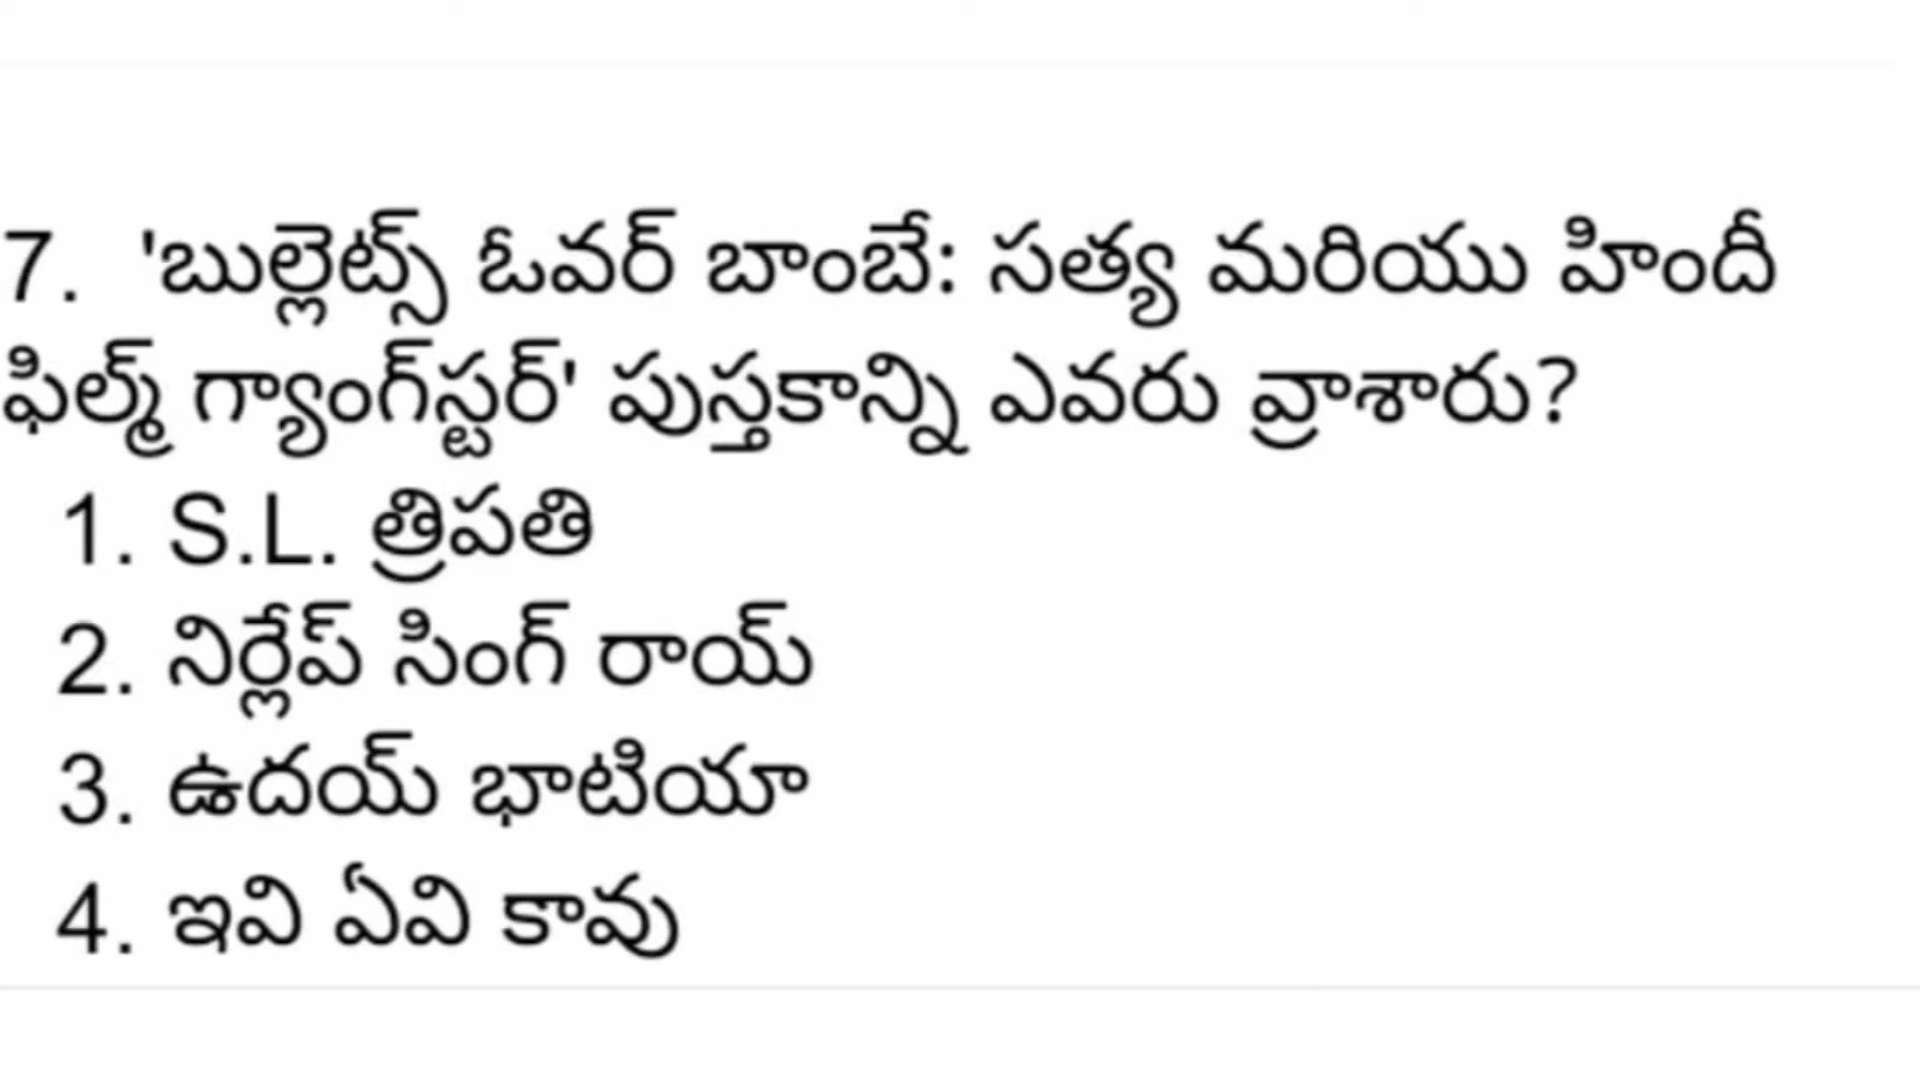 7. 'బుల్లెట్స్ ఓవర్ బాంబే: సత్య మరియు హిందీ
ఫిల్మ్ గ్యాంగ్‌స్టర్' పుస్తకాన్ని ఎవరు వ్రాశారు?
1. S.L. త్రిపతి
2. నిర్లేప్ సింగ్ రాయ్
3. ఉదయ్ భాటియా
4. ఇవి ఏవి కావు